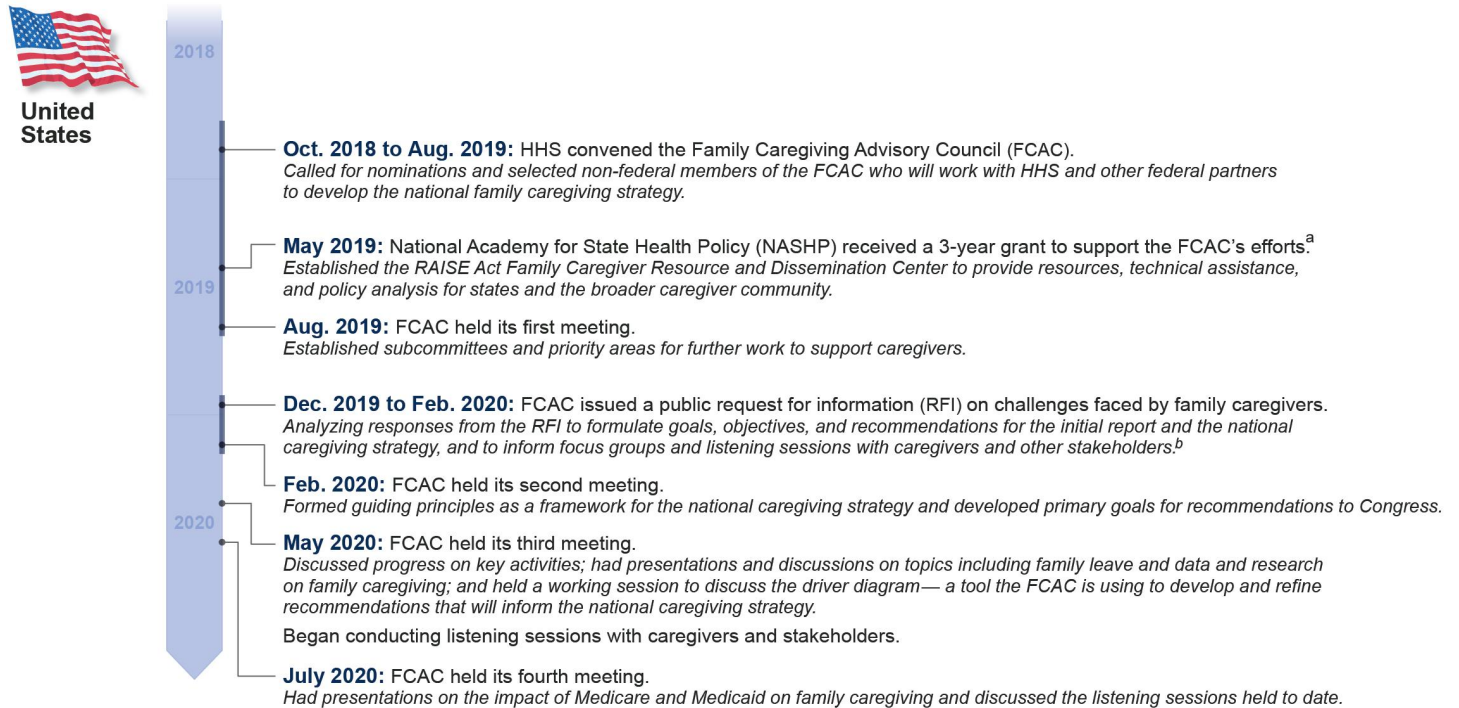 United
States
2018
Oct. 2018 to Aug. 2019: HHS convened the Family Caregiving Advisory Council (FCAC).
Called for nominations and selected non-federal members of the FCAC who will work with HHS and other federal partners
to develop the national family caregiving strategy.
May 2019: National Academy for State Health Policy (NASHP) received a 3-year grant to support the FCAC's efforts.a
Established the RAISE Act Family Caregiver Resource and Dissemination Center to provide resources, technical assistance,
and policy analysis for states and the broader caregiver community.
2019
Aug. 2019: FCAC held its first meeting.
Established subcommittees and priority areas for further work to support caregivers.
Dec. 2019 to Feb. 2020: FCAC issued a public request for information (RFI) on challenges faced by family caregivers.
Analyzing responses from the RFI to formulate goals, objectives, and recommendations for the initial report and the national
caregiving strategy, and to inform focus groups and listening sessions with caregivers and other stakeholders.b
Feb. 2020: FCAC held its second meeting.
Formed guiding principles as a framework for the national caregiving strategy and developed primary goals for recommendations to Congress.
2020
May 2020: FCAC held its third meeting.
Discussed progress on key activities; had presentations and discussions on topics including family leave and data and research
on family caregiving; and held a working session to discuss the driver diagram— a tool the FCAC is using to develop and refine
recommendations that will inform the national caregiving strategy.
Began conducting listening sessions with caregivers and stakeholders.
July 2020: FCAC held its fourth meeting.
Had presentations on the impact of Medicare and Medicaid on family caregiving and discussed the listening sessions held to date.